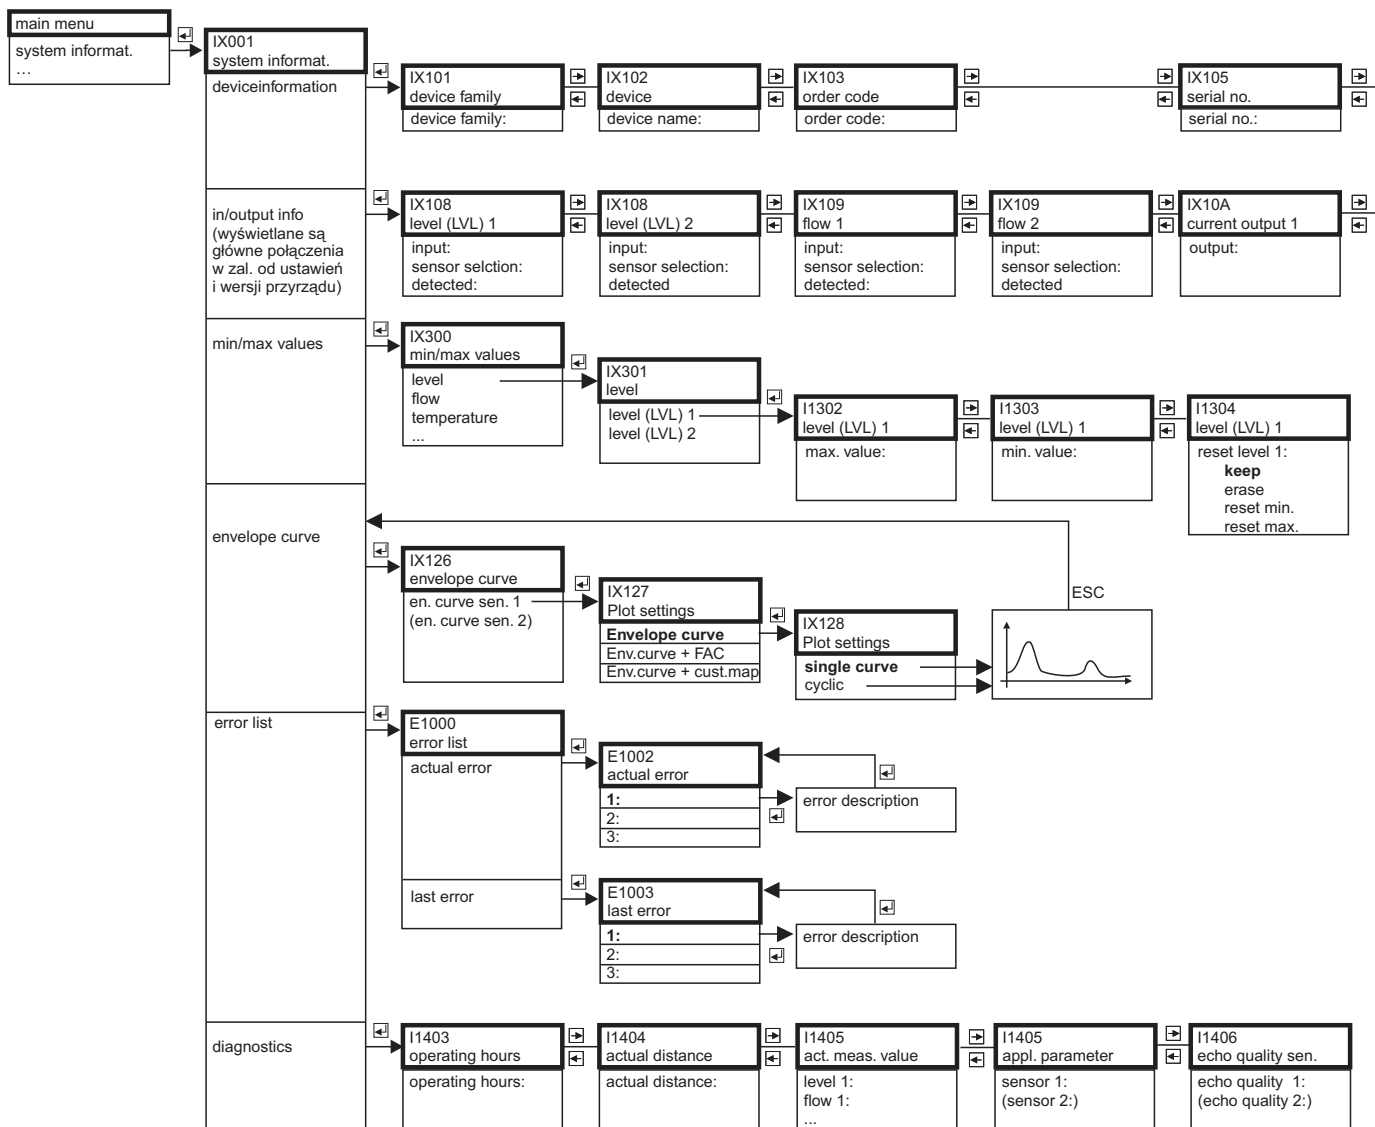 main menu
system informat.
...
IX001
system informat.
deviceinformation
IX101
device family
device family:
IX102
device
device name:
IX103
order code
order code:
IX105
serial no.
serial no.:
in/output info
(wyświetlane są
główne połączenia
w zal. od ustawień
i wersji przyrządu)
IX108
level (LVL) 1
input:
sensor selction:
detected:
IX108
level (LVL) 2
input:
sensor selection:
detected
IX109
flow 1
input:
sensor selection:
detected:
IX109
flow 2
input:
sensor selection:
detected
IX10A
current output 1
output:
min/max values
IX300
min/max values
level
flow
temperature
...
IX301
level
level (LVL) 1
level (LVL) 2
I1302
level (LVL) 1
max. value:
I1303
level (LVL) 1
min. value:
I1304
level (LVL) 1
reset level 1:
keep
erase
reset min.
reset max.
envelope curve
IX126
envelope curve
en. curve sen. 1
(en. curve sen. 2)
IX127
Plot settings
Envelope curve
Env.curve + FAC
Env.curve + cust.map
IX128
Plot settings
single curve
cyclic
ESC
error list
E1000
error list
actual error
E1002
actual error
1:
2:
3:
error description
last error
E1003
last error
1:
2:
3:
error description
diagnostics
I1403
operating hours
operating hours:
I1404
actual distance
actual distance:
I1405
act. meas. value
level 1:
flow 1:
...
I1405
appl. parameter
sensor 1:
(sensor 2:)
I1406
echo quality sen.
echo quality 1:
(echo quality 2:)